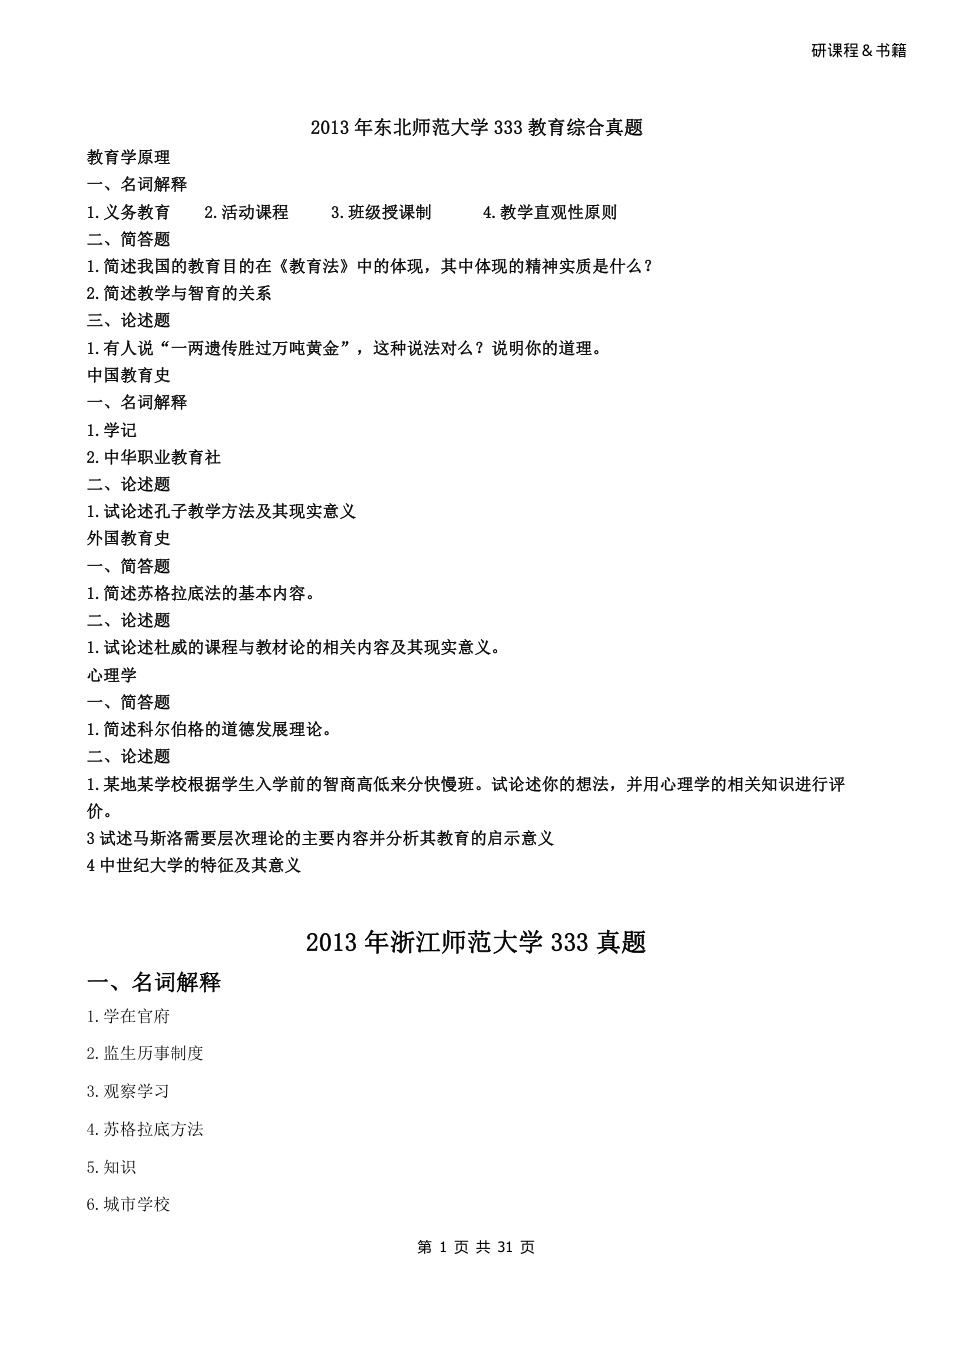 研课程＆书籍
2013 年东北师范大学 333 教育综合真题
教育学原理
一、名词解释
1.义务教育 2.活动课程 3.班级授课制 4.教学直观性原则
二、简答题
1.简述我国的教育目的在《教育法》中的体现，其中体现的精神实质是什么？
2.简述教学与智育的关系
三、论述题
1.有人说“一两遗传胜过万吨黄金”，这种说法对么？说明你的道理。
中国教育史
一、名词解释
1.学记
2.中华职业教育社
二、论述题
1.试论述孔子教学方法及其现实意义
外国教育史
一、简答题
1.简述苏格拉底法的基本内容。
二、论述题
1.试论述杜威的课程与教材论的相关内容及其现实意义。
心理学
一、简答题
1.简述科尔伯格的道德发展理论。
二、论述题
1.某地某学校根据学生入学前的智商高低来分快慢班。试论述你的想法，并用心理学的相关知识进行评
价。
3 试述马斯洛需要层次理论的主要内容并分析其教育的启示意义
4 中世纪大学的特征及其意义
2013 年浙江师范大学 333 真题
一、名词解释
1.学在官府
2.监生历事制度
3.观察学习
4.苏格拉底方法
5.知识
6.城市学校
第 1 页 共 31 页